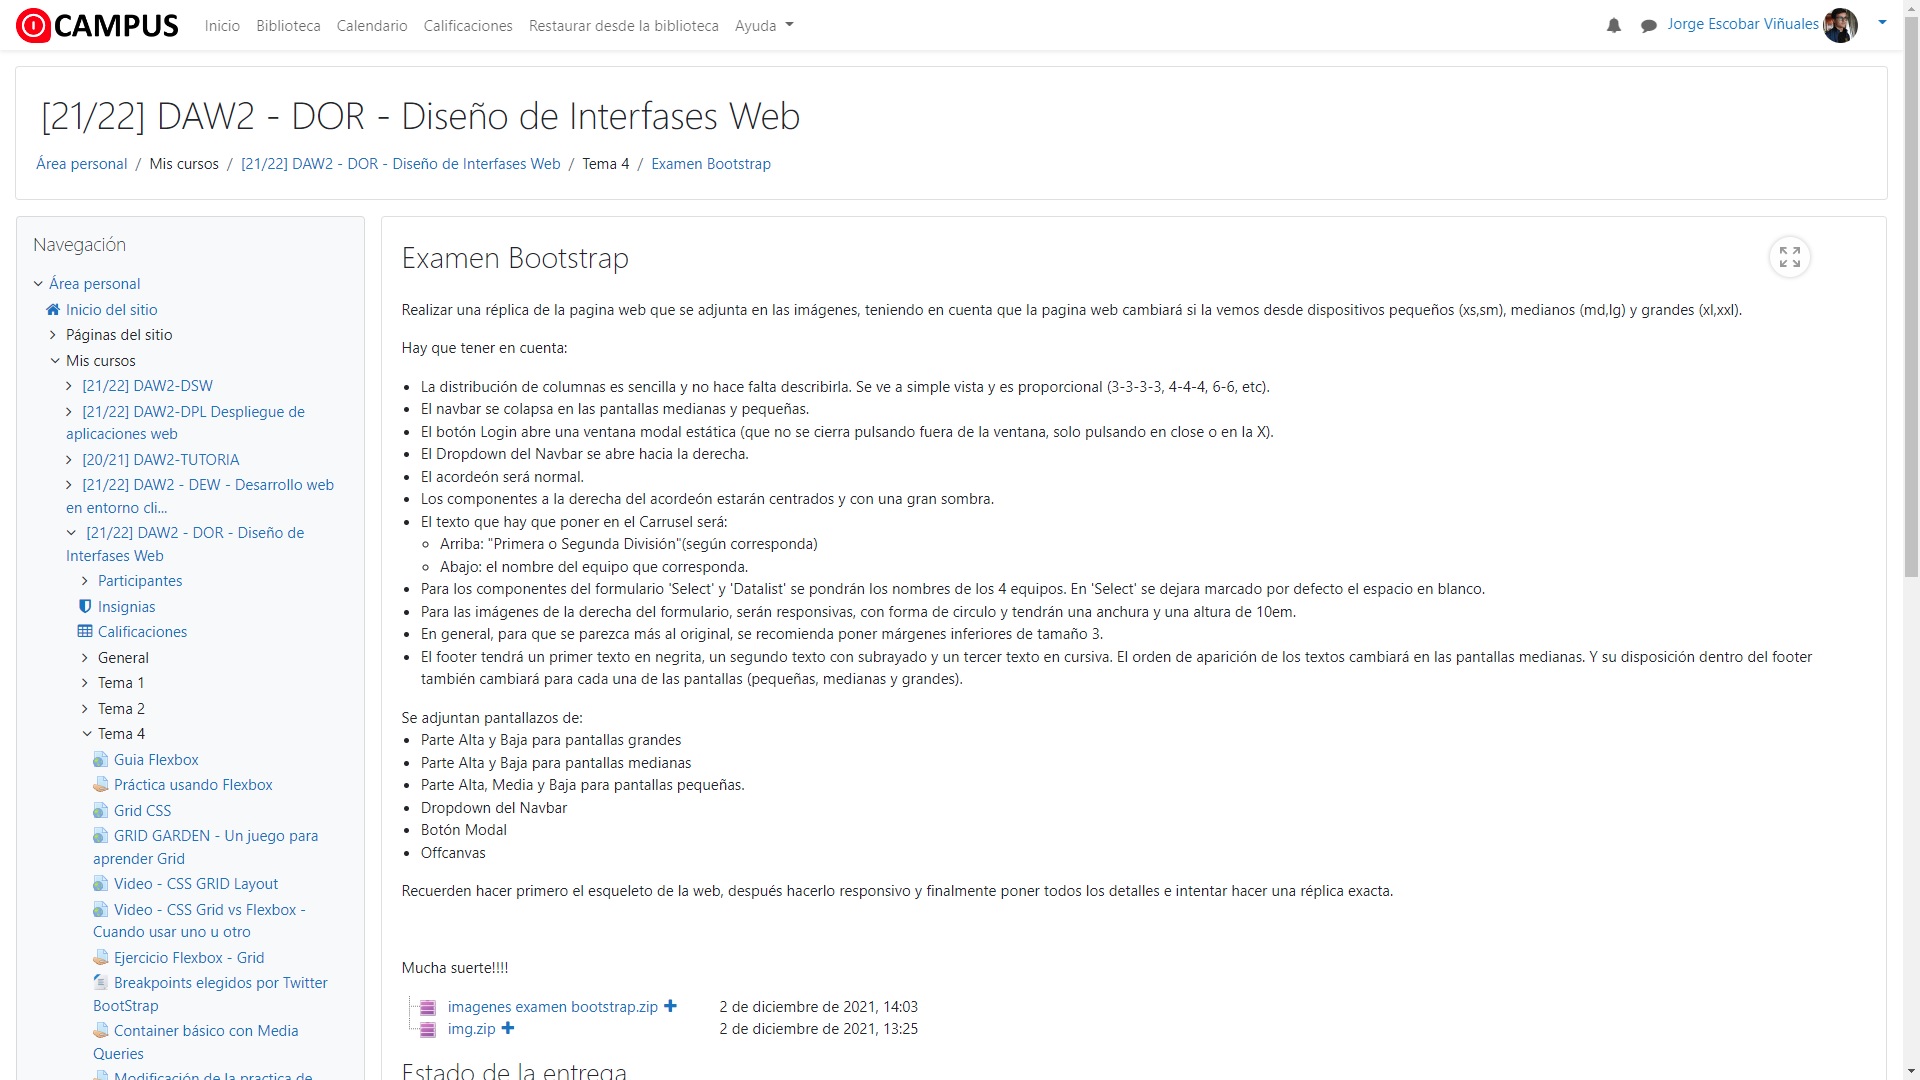 CAMPUS Inicio Biblioteca Calendario Calificaciones Restaurar desde la biblioteca Ayuda Jorge Escobar Viñuales
[21/22] DAW2 - DOR - Diseño de Interfases Web
Área personal / Mis cursos / [21/22] DAW2 - DOR - Diseño de Interfases Web / Tema 4 / Examen Bootstrap
Navegación
Área personal
Inicio del sitio
Páginas del sitio
Mis cursos
[21/22] DAW2-DSW
[21/22] DAW2-DPL Despliegue de
aplicaciones web
[20/21] DAW2-TUTORIA
[21/22] DAW2 - DEW - Desarrollo web
en entorno cli...
[21/22] DAW2 - DOR - Diseño de
Interfases Web
Participantes
Insignias
Calificaciones
General
Tema 1
Tema 2
Tema 4
Guia Flexbox
Práctica usando Flexbox
Grid CSS
GRID GARDEN - Un juego para
aprender Grid
Video - CSS GRID Layout
Video - CSS Grid vs Flexbox -
Cuando usar uno u otro
Ejercicio Flexbox - Grid
Breakpoints elegidos por Twitter
BootStrap
Container básico con Media
Queries
Modificación de la practica de
Examen Bootstrap
Realizar una réplica de la pagina web que se adjunta en las imágenes, teniendo en cuenta que la pagina web cambiará si la vemos desde dispositivos pequeños (xs,sm), medianos (md,lg) y grandes (xl,xxl).
Hay que tener en cuenta:
La distribución de columnas es sencilla y no hace falta describirla. Se ve a simple vista y es proporcional (3-3-3-3, 4-4-4, 6-6, etc).
El navbar se colapsa en las pantallas medianas y pequeñas.
El botón Login abre una ventana modal estática (que no se cierra pulsando fuera de la ventana, solo pulsando en close o en la X).
El Dropdown del Navbar se abre hacia la derecha.
El acordeón será normal.
Los componentes a la derecha del acordeón estarán centrados y con una gran sombra.
El texto que hay que poner en el Carrusel será:
Arriba: "Primera o Segunda División"(según corresponda)
Abajo: el nombre del equipo que corresponda.
Para los componentes del formulario 'Select' y 'Datalist' se pondrán los nombres de los 4 equipos. En 'Select' se dejara marcado por defecto el espacio en blanco.
Para las imágenes de la derecha del formulario, serán responsivas, con forma de circulo y tendrán una anchura y una altura de 10em.
En general, para que se parezca más al original, se recomienda poner márgenes inferiores de tamaño 3.
El footer tendrá un primer texto en negrita, un segundo texto con subrayado y un tercer texto en cursiva. El orden de aparición de los textos cambiará en las pantallas medianas. Y su disposición dentro del footer
también cambiará para cada una de las pantallas (pequeñas, medianas y grandes).
Se adjuntan pantallazos de:
Parte Alta y Baja para pantallas grandes
Parte Alta y Baja para pantallas medianas
Parte Alta, Media y Baja para pantallas pequeñas.
Dropdown del Navbar
Botón Modal
Offcanvas
Recuerden hacer primero el esqueleto de la web, después hacerlo responsivo y finalmente poner todos los detalles e intentar hacer una réplica exacta.
Mucha suerte!!!!
imagenes examen bootstrap.zip 2 de diciembre de 2021, 14:03
img.zip 2 de diciembre de 2021, 13:25
Estado de la entrega